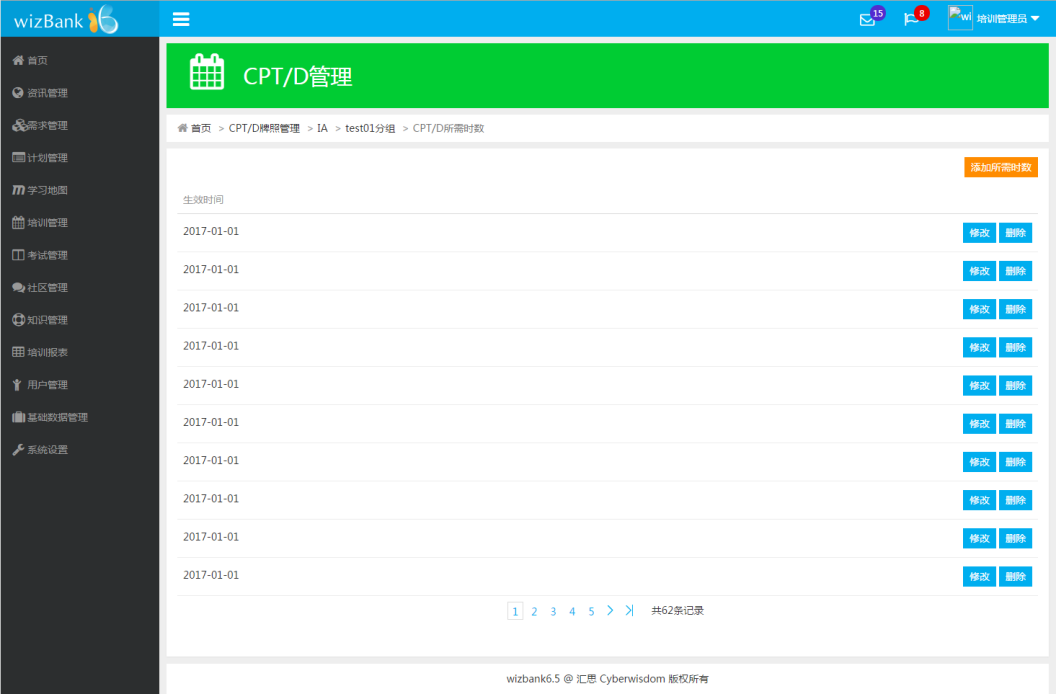 wizBank
15
8
wi
培训管理员
首页
资讯管理
需求管理
计划管理
学习地图
培训管理
考试管理
社区管理
知识管理
培训报表
用户管理
基础数据管理
系统设置
CPT/D管理
首页 > CPT/D牌照管理 > IA > test01分组 > CPT/D所需时数
添加所需时数
生效时间
2017-01-01 修改 删除
2017-01-01 修改 删除
2017-01-01 修改 删除
2017-01-01 修改 删除
2017-01-01 修改 删除
2017-01-01 修改 删除
2017-01-01 修改 删除
2017-01-01 修改 删除
2017-01-01 修改 删除
2017-01-01 修改 删除
1 2 3 4 5 共62条记录
wizbank6.5 @ 汇思 Cyberwisdom 版权所有